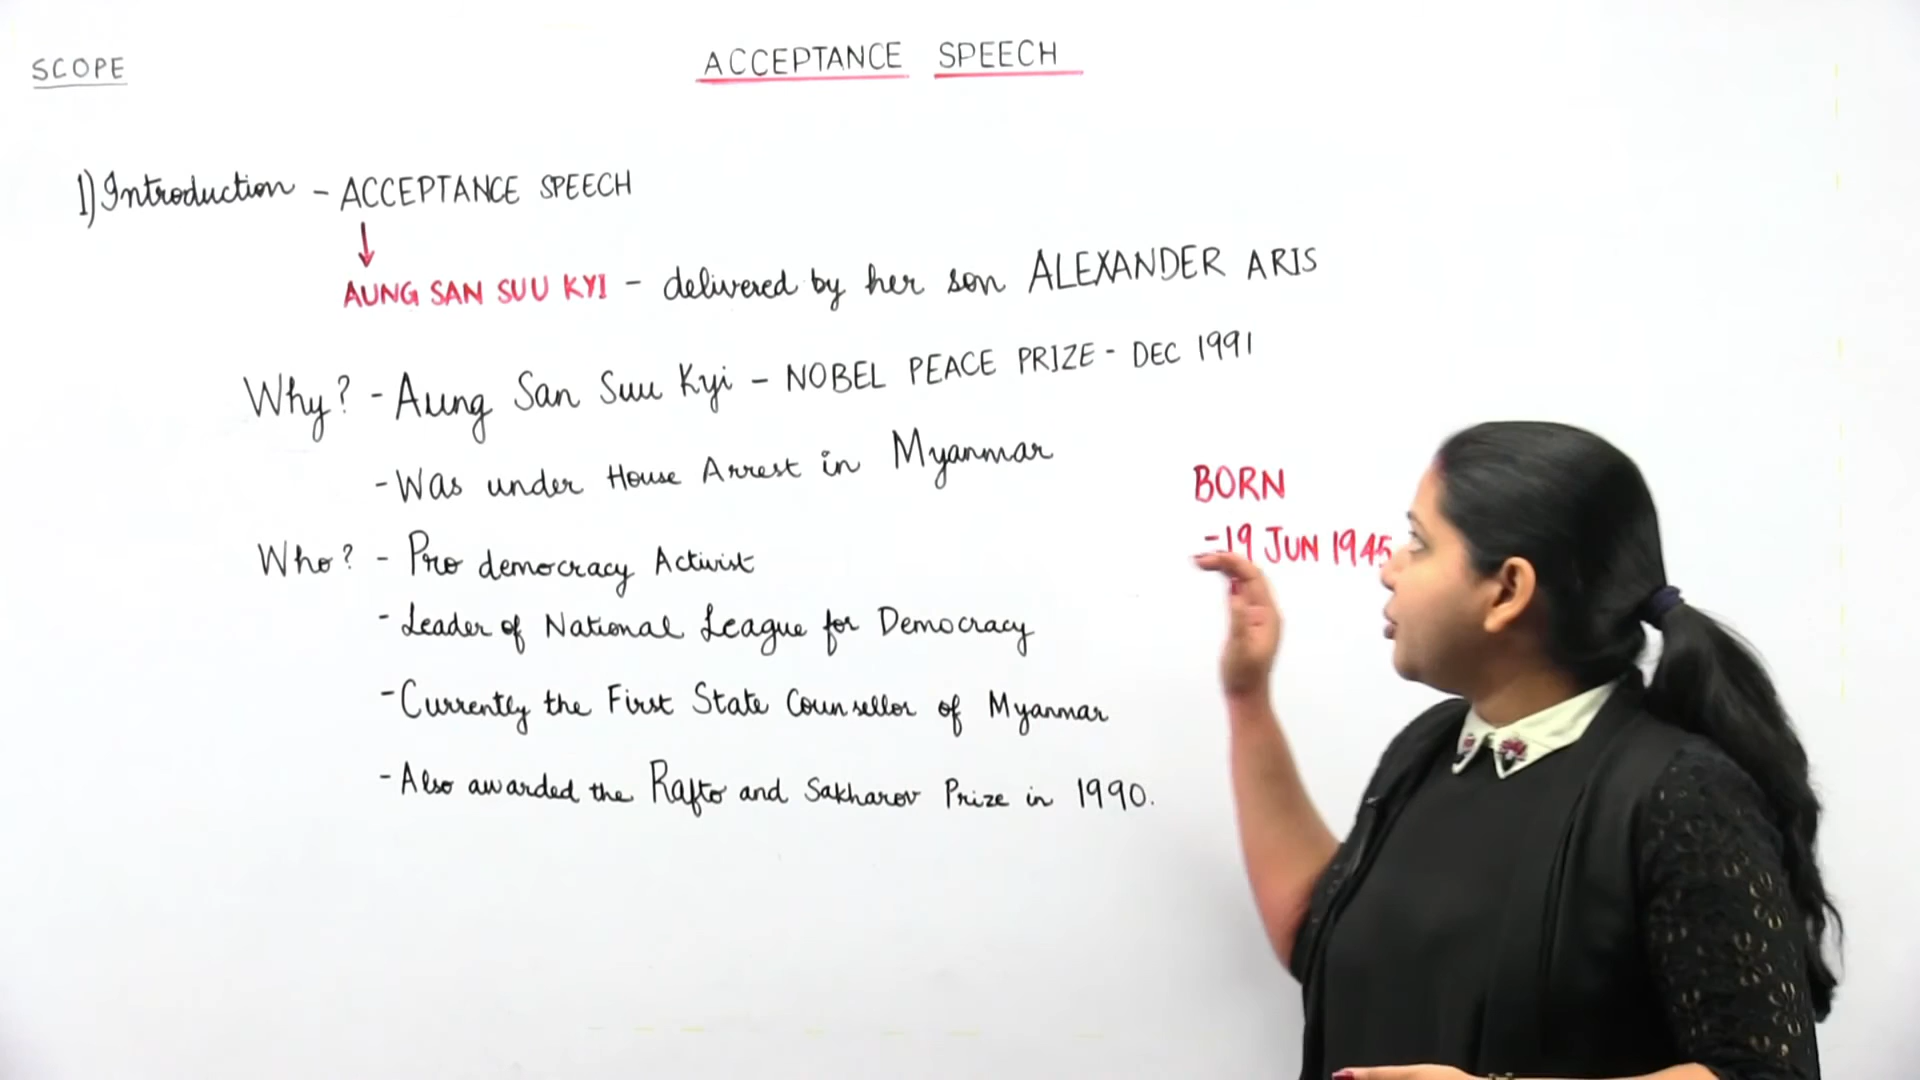 SCOPE
ACCEPTANCE SPEECH
1) Introduction - ACCEPTANCE SPEECH
AUNG SAN SUU KYI - delivered by her son ALEXANDER ARIS
Why? - Aung San Suu Kyi - NOBEL PEACE PRIZE - DEC 1991
- Was under House Arrest in Myanmar
Who? - Pro democracy Activist
- Leader of National League for Democracy
- Currently the First State Counsellor of Myanmar
- Also awarded the Rafto and Sakharov Prize in 1990.
BORN
- 19 JUN 1945